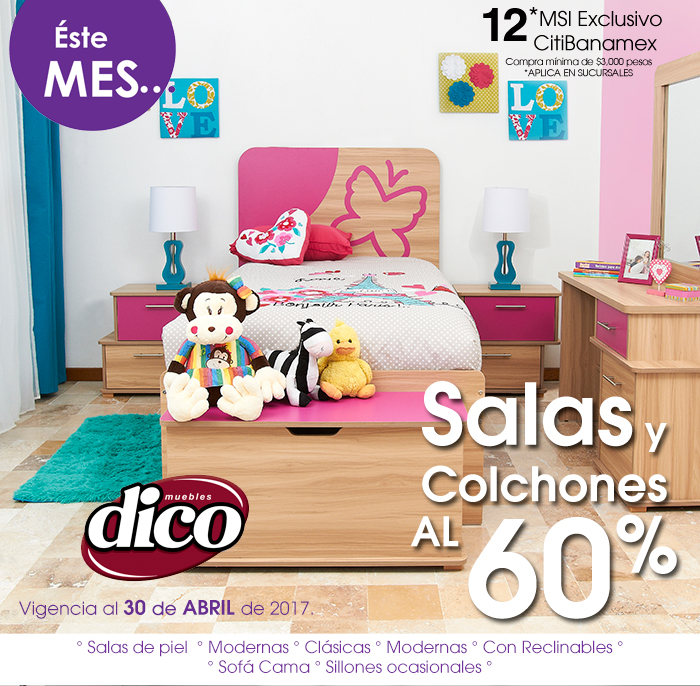 Éste
MES...
12*MSI Exclusivo
CitiBanamex
Compra mínima de $3,000 pesos
*APLICA EN SUCURSALES
LO
VE
LO
VE
Salas y
Colchones
AL 60%
muebles
dico
Vigencia al 30 de ABRIL de 2017.
° Salas de piel ° Modernas ° Clásicas ° Modernas ° Con Reclinables °
° Sofá Cama ° Sillones ocasionales °